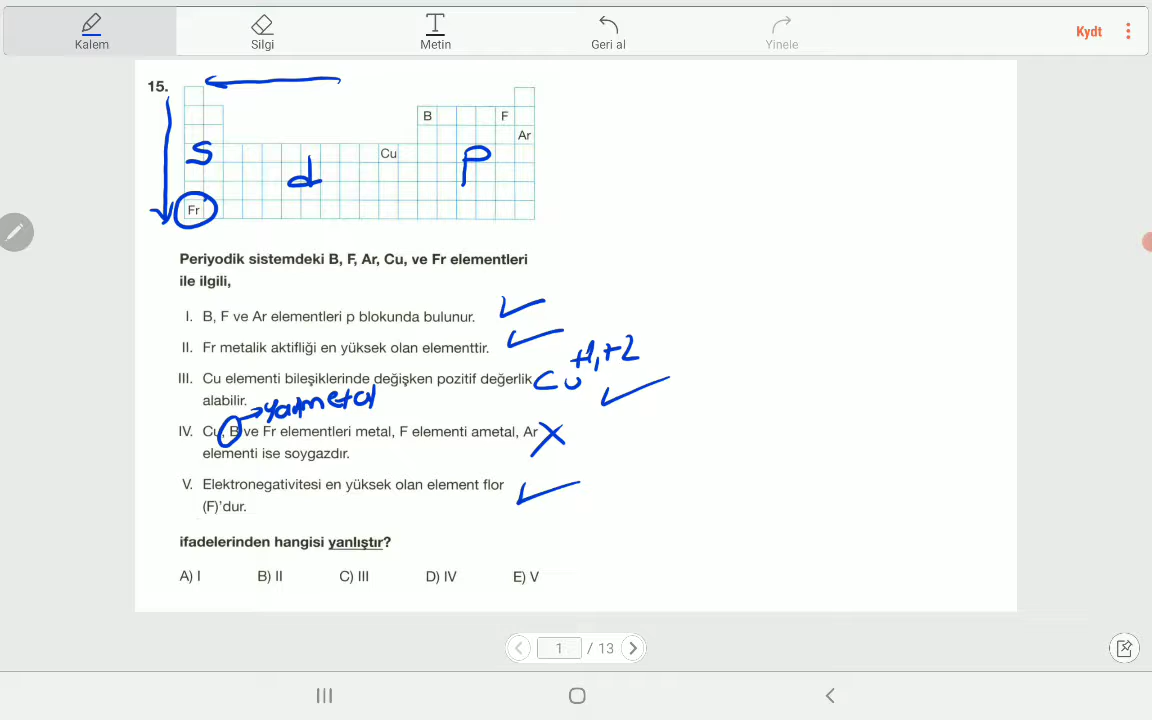 Kalem
Silgi
Metin
Geri al
Yinele
Kydt
15.
B
F
Ar
S
d
Cu
P
Fr
Periyodik sistemdeki B, F, Ar, Cu, ve Fr elementleri
ile ilgili,
I. B, F ve Ar elementleri p blokunda bulunur.
II. Fr metalik aktifliği en yüksek olan elementtir.
+1,+2
III. Cu elementi bileşiklerinde değişken pozitif değerlik Cu
alabilir.
yarımetal
IV. Cu, B ve Fr elementleri metal, F elementi ametal, Ar
elementi ise soygazdır.
V. Elektronegativitesi en yüksek olan element flor
(F)'dur.
ifadelerinden hangisi yanlıştır?
A) I B) II C) III D) IV E) V
1 / 13